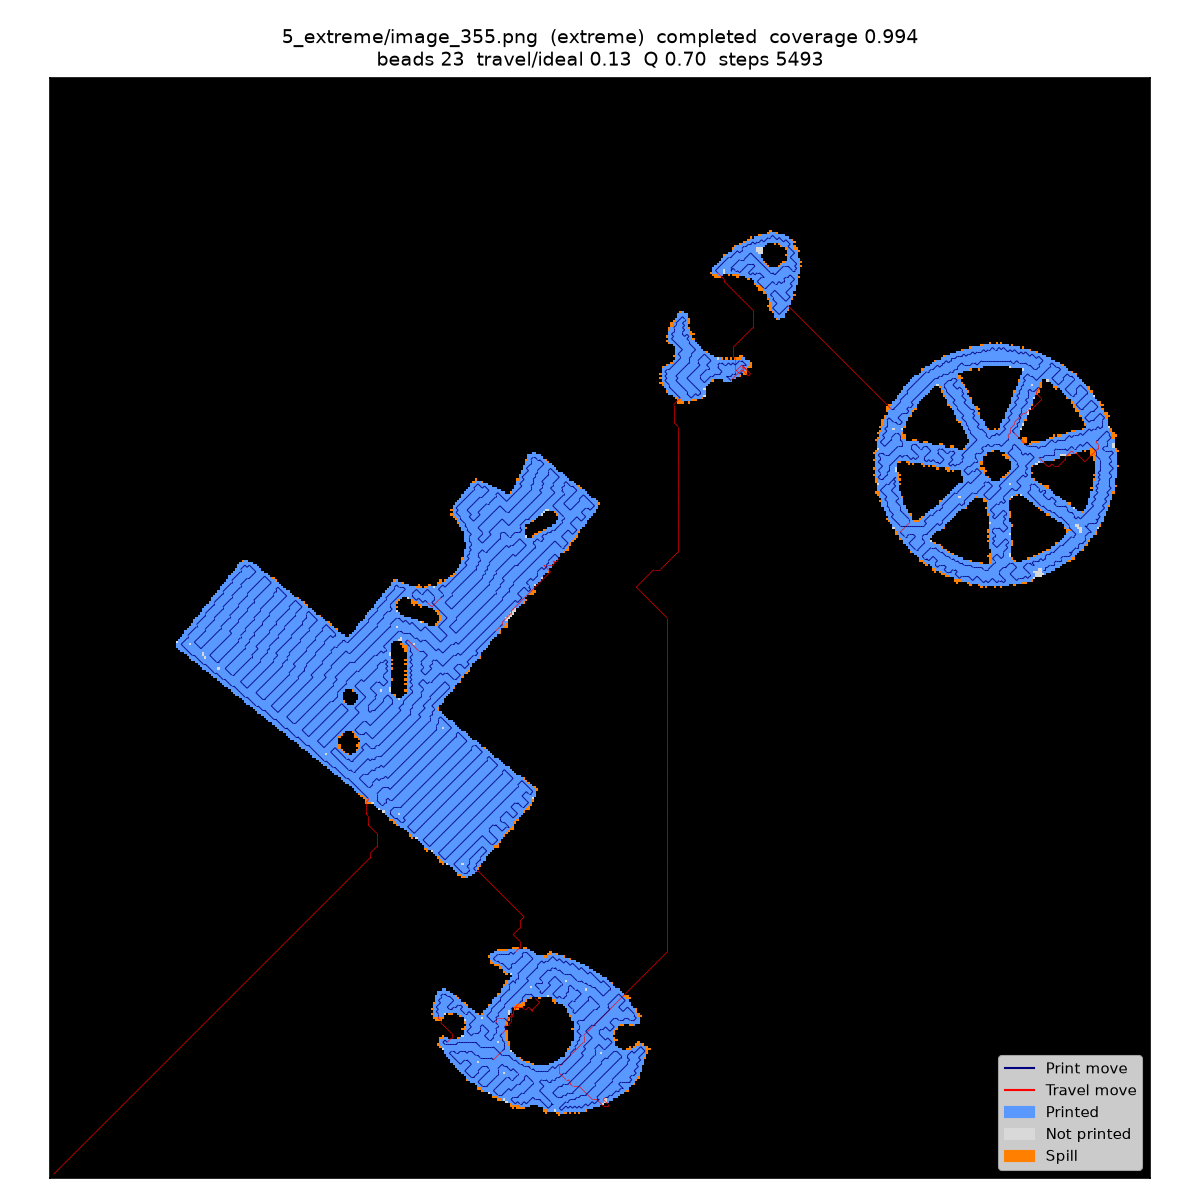 5_extreme/image_355.png  (extreme)  completed  coverage 0.994
beads 23  travel/ideal 0.13  Q 0.70  steps 5493
Print move
Travel move
Printed
Not printed
Spill